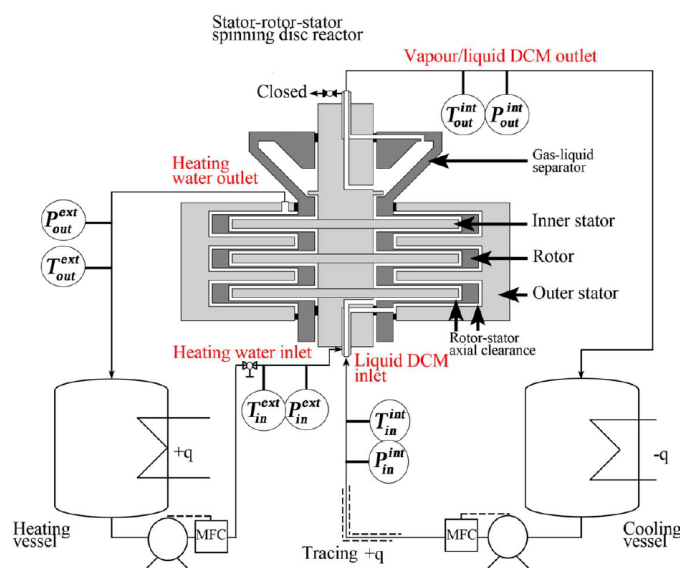 Stator-rotor-stator
spinning disc reactor
Vapour/liquid DCM outlet
Closed
T_out^int
P_out^int
Gas-liquid
separator
Heating
water outlet
P_out^ext
T_out^ext
Inner stator
Rotor
Outer stator
Rotor-stator
axial clearance
Heating water inlet
Liquid DCM
inlet
T_in^ext
P_in^ext
T_in^int
P_in^int
+q
-q
Heating
vessel
MFC
Tracing +q
MFC
Cooling
vessel